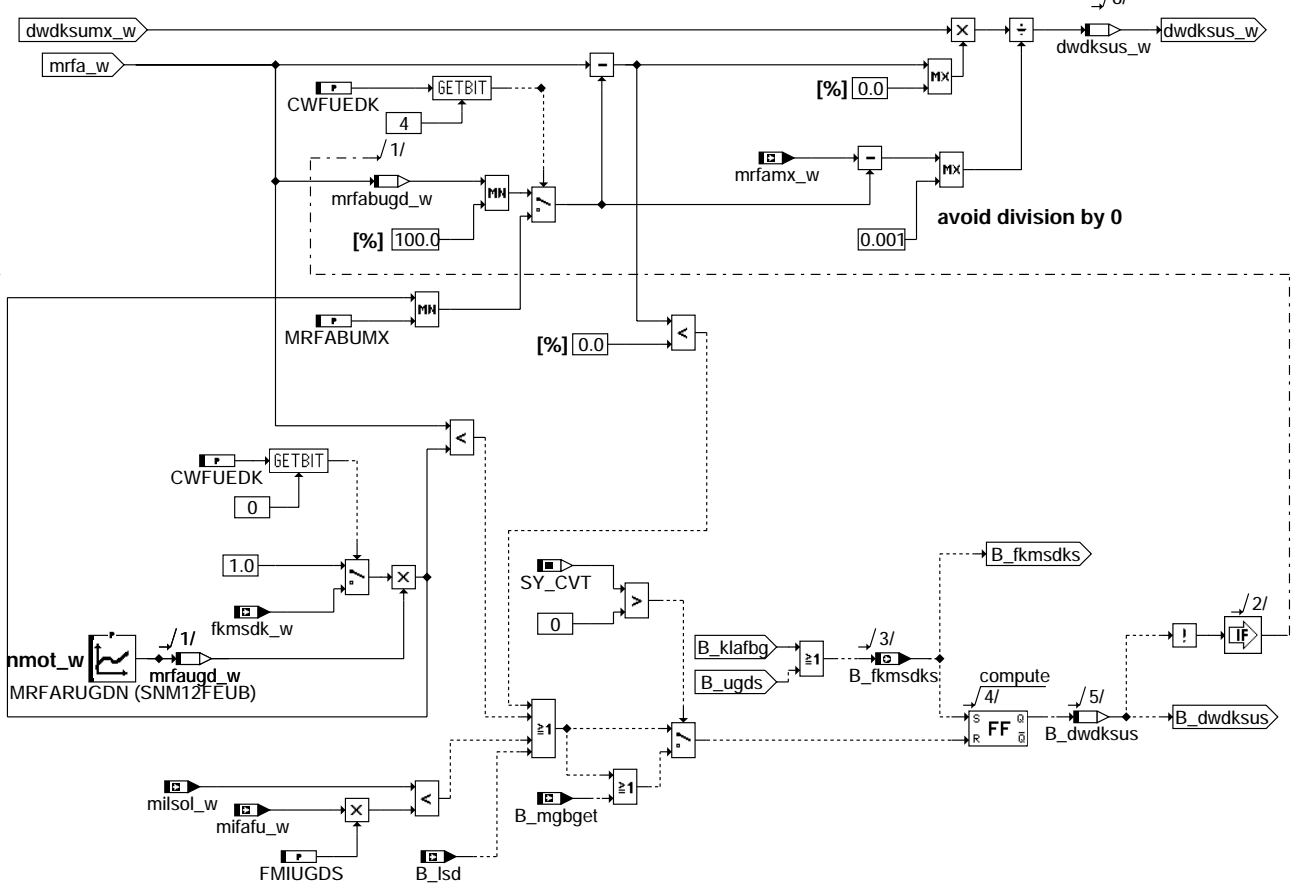 6/
dwdksumx_w
×
÷
dwdksus_w
dwdksus_w
mrfa_w
−
MX
[%] 0.0
P
CWFUEDK
GETBIT
4
1/
mrfamx_w
−
MX
mrfabugd_w
MN
[%] 100.0
0.001
avoid division by 0
MN
P
MRFABUMX
<
[%] 0.0
<
P
CWFUEDK
GETBIT
0
1.0
×
fkmsdk_w
SY_CVT
>
0
B_fkmsdks
2/
nmot_w
P
1/
mrfaugd_w
MRFARUGDN (SNM12FEUB)
B_klafbg
≥1
3/
B_ugds
B_fkmsdks
!
IF
compute
4/
5/
S Q
FF
R Q̅
B_dwdksus
B_dwdksus
≥1
milsol_w
<
≥1
mifafu_w
×
B_mgbget
P
FMIUGDS
B_lsd